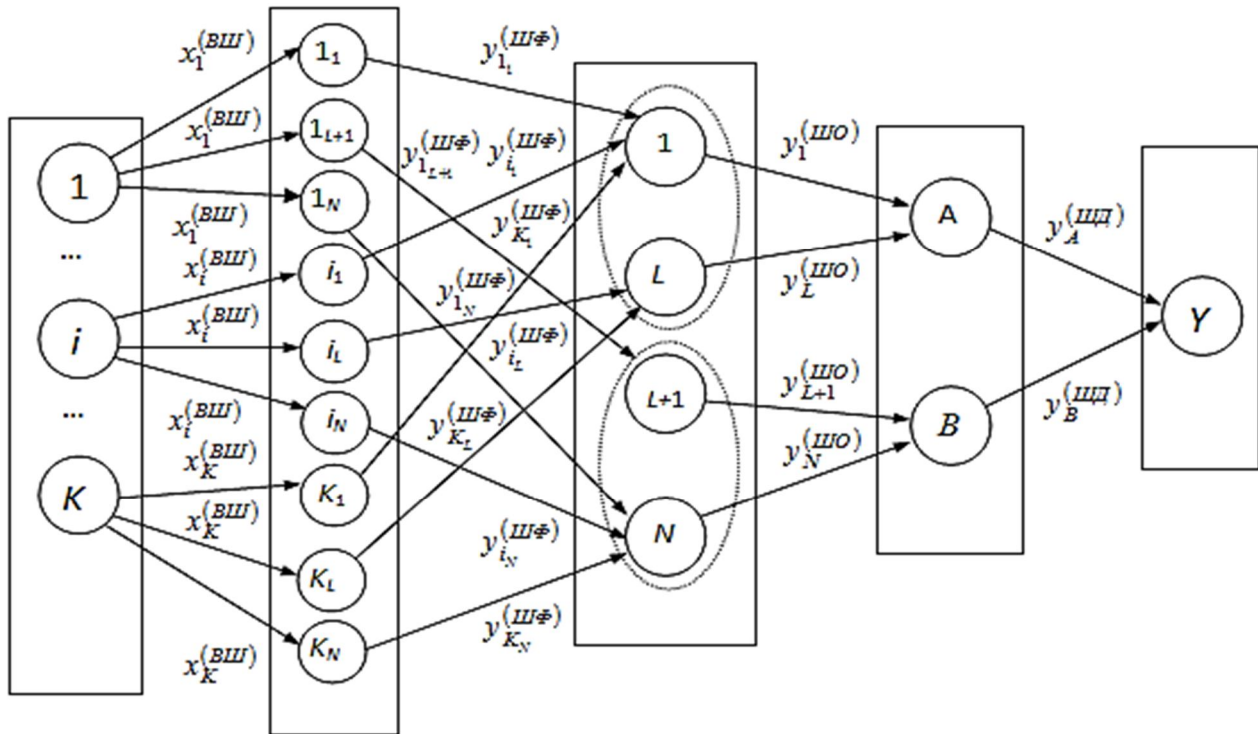 1
...
i
...
K
x_1^{(ВШ)}
x_1^{(ВШ)}
x_1^{(ВШ)}
x_i^{(ВШ)}
x_i^{(ВШ)}
x_i^{(ВШ)}
x_K^{(ВШ)}
x_K^{(ВШ)}
x_K^{(ВШ)}
1_1
1_{L+1}
1_N
i_1
i_L
i_N
K_1
K_L
K_N
y_{1_1}^{(ШФ)}
y_{1_{L+1}}^{(ШФ)} y_{i_1}^{(ШФ)}
y_{K_1}^{(ШФ)}
y_{1_N}^{(ШФ)}
y_{i_L}^{(ШФ)}
y_{K_L}^{(ШФ)}
y_{i_N}^{(ШФ)}
y_{K_N}^{(ШФ)}
1
L
L+1
N
y_1^{(ШО)}
y_L^{(ШО)}
y_{L+1}^{(ШО)}
y_N^{(ШО)}
A
B
y_A^{(ШД)}
y_B^{(ШД)}
Y